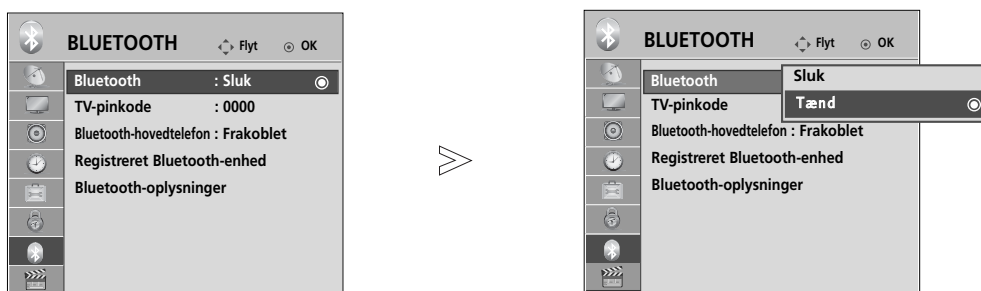 BLUETOOTH Flyt OK
Bluetooth : Sluk
TV-pinkode : 0000
Bluetooth-hovedtelefon : Frakoblet
Registreret Bluetooth-enhed
Bluetooth-oplysninger
BLUETOOTH Flyt OK
Bluetooth
Sluk
Tænd
TV-pinkode
Bluetooth-hovedtelefon : Frakoblet
Registreret Bluetooth-enhed
Bluetooth-oplysninger